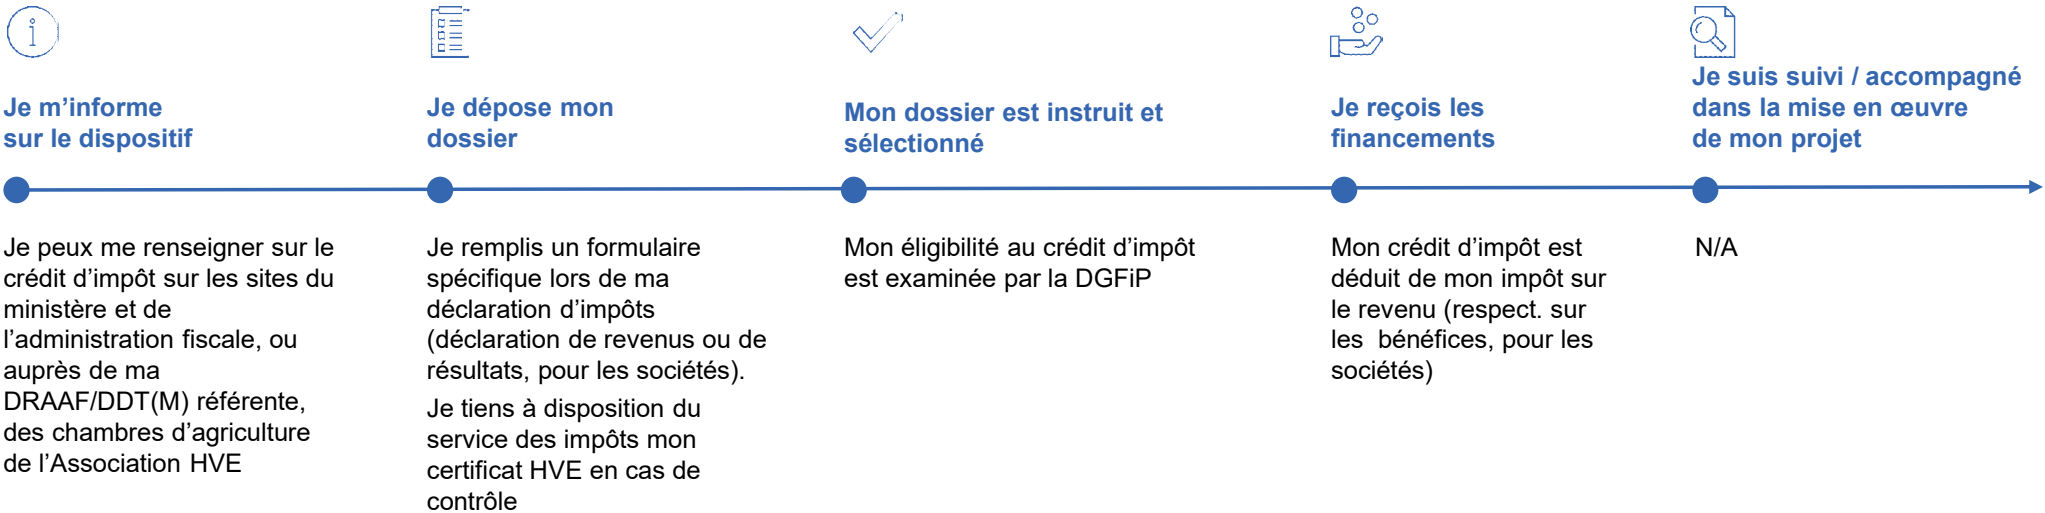 Je m’informe
sur le dispositif
Je peux me renseigner sur le
crédit d’impôt sur les sites du
ministère et de
l’administration fiscale, ou
auprès de ma
DRAAF/DDT(M) référente,
des chambres d’agriculture
de l’Association HVE
Je dépose mon
dossier
Je remplis un formulaire
spécifique lors de ma
déclaration d’impôts
(déclaration de revenus ou de
résultats, pour les sociétés).
Je tiens à disposition du
service des impôts mon
certificat HVE en cas de
contrôle
Mon dossier est instruit et
sélectionné
Mon éligibilité au crédit d’impôt
est examinée par la DGFiP
Je reçois les
financements
Mon crédit d’impôt est
déduit de mon impôt sur
le revenu (respect. sur
les  bénéfices, pour les
sociétés)
Je suis suivi / accompagné
dans la mise en œuvre
de mon projet
N/A